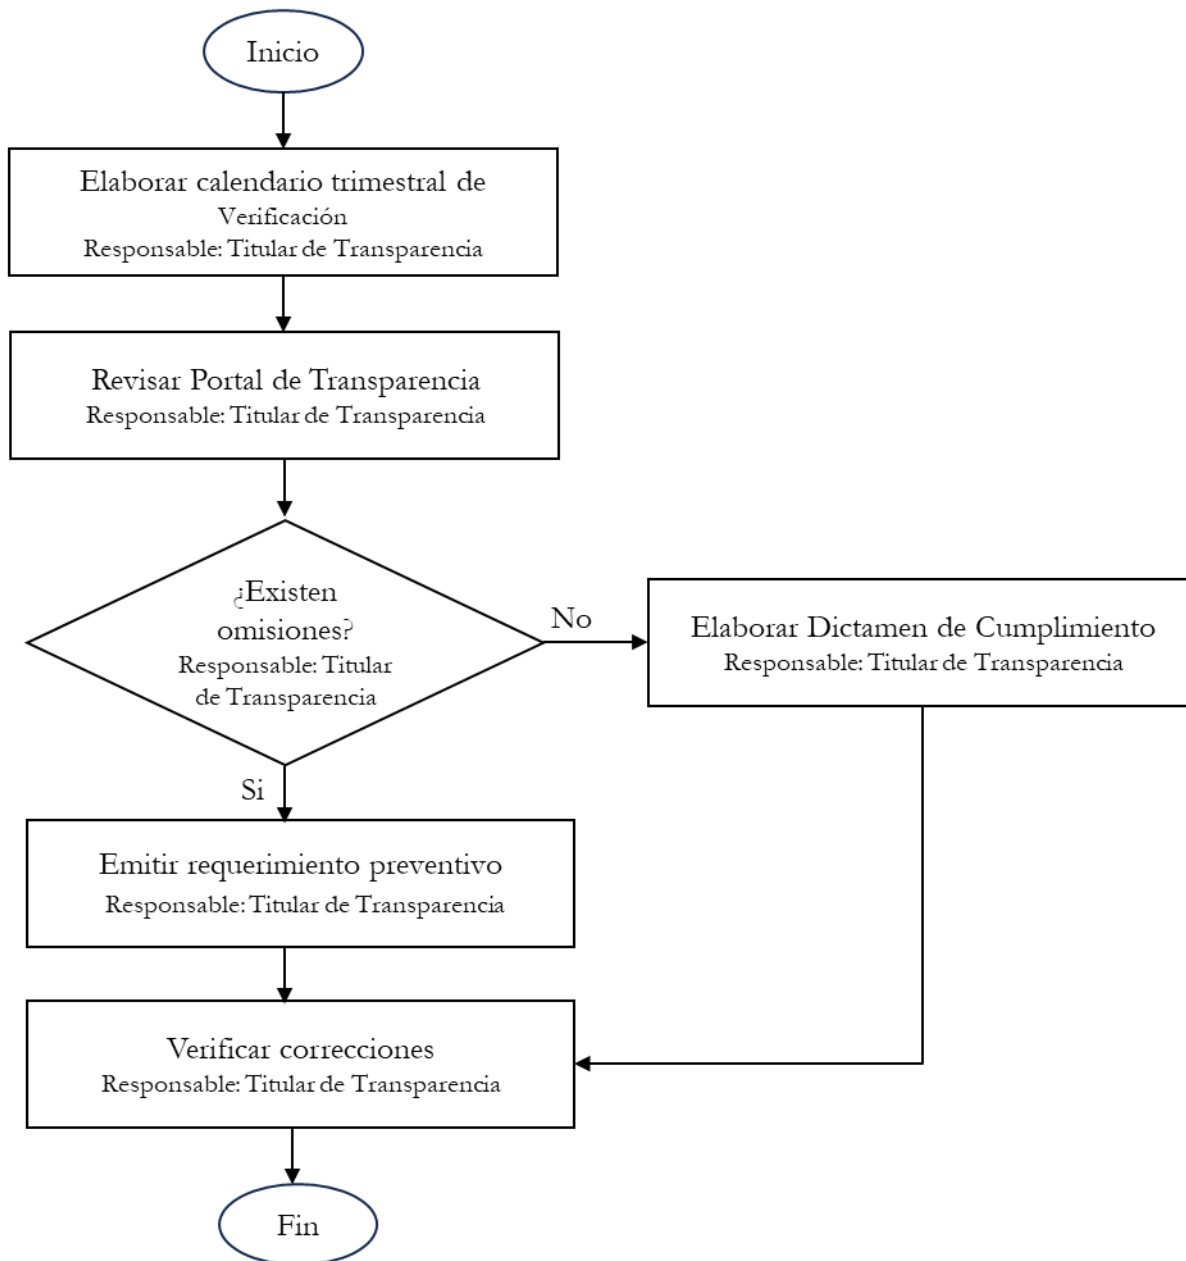 Inicio
Elaborar calendario trimestral de
Verificación
Responsable: Titular de Transparencia
Revisar Portal de Transparencia
Responsable: Titular de Transparencia
¿Existen
omisiones?
Responsable: Titular
de Transparencia
No
Elaborar Dictamen de Cumplimiento
Responsable: Titular de Transparencia
Si
Emitir requerimiento preventivo
Responsable: Titular de Transparencia
Verificar correcciones
Responsable: Titular de Transparencia
Fin